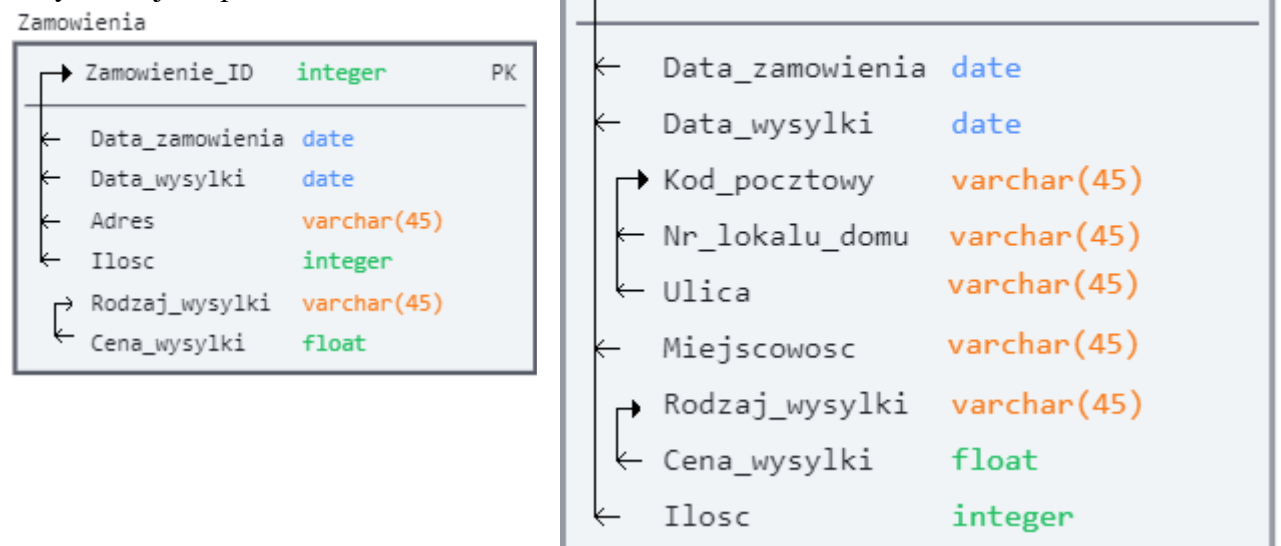 Zamowienia
Zamowienie_ID integer PK
Data_zamowienia date
Data_wysylki date
Adres varchar(45)
Ilosc integer
Rodzaj_wysylki varchar(45)
Cena_wysylki float
Data_zamowienia date
Data_wysylki date
Kod_pocztowy varchar(45)
Nr_lokalu_domu varchar(45)
Ulica varchar(45)
Miejscowosc varchar(45)
Rodzaj_wysylki varchar(45)
Cena_wysylki float
Ilosc integer